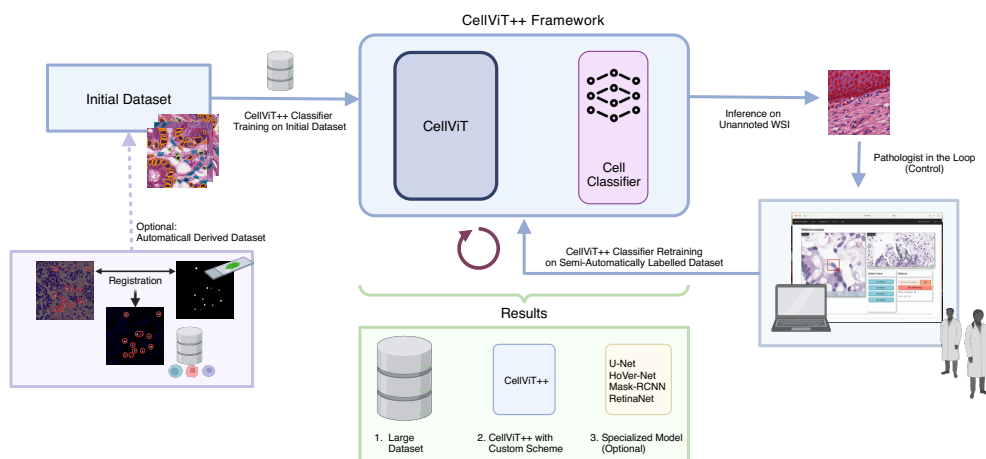 CellViT++ Framework
Initial Dataset
CellViT++ Classifier
Training on Initial Dataset
CellViT
Cell
Classifier
Inference on
Unannoted WSI
Pathologist in the Loop
(Control)
Optional:
Automaticall Derived Dataset
Registration
CellViT++ Classifier Retraining
on Semi-Automatically Labelled Dataset
WebAnnotator
Results
CellViT++
U-Net
HoVer-Net
Mask-RCNN
RetinaNet
1. Large
Dataset
2. CellViT++ with
Custom Scheme
3. Specialized Model
(Optional)